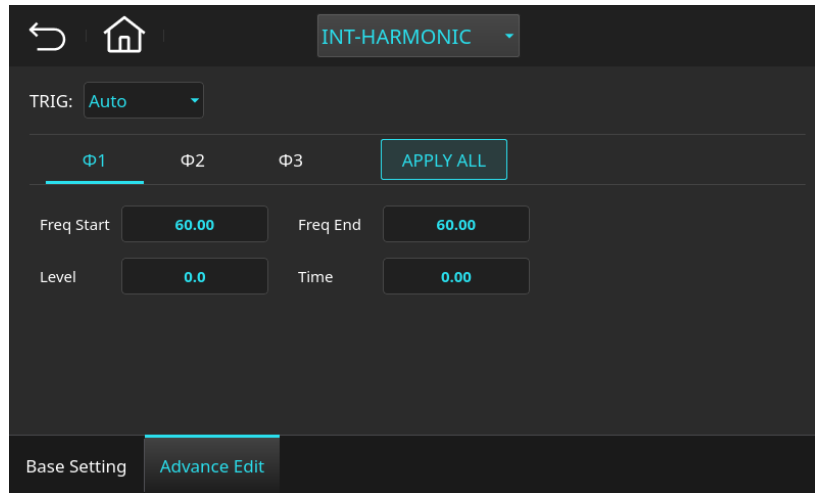 INT-HARMONIC
TRIG: Auto
Φ1 Φ2 Φ3 APPLY ALL
Freq Start 60.00 Freq End 60.00
Level 0.0 Time 0.00
Base Setting Advance Edit